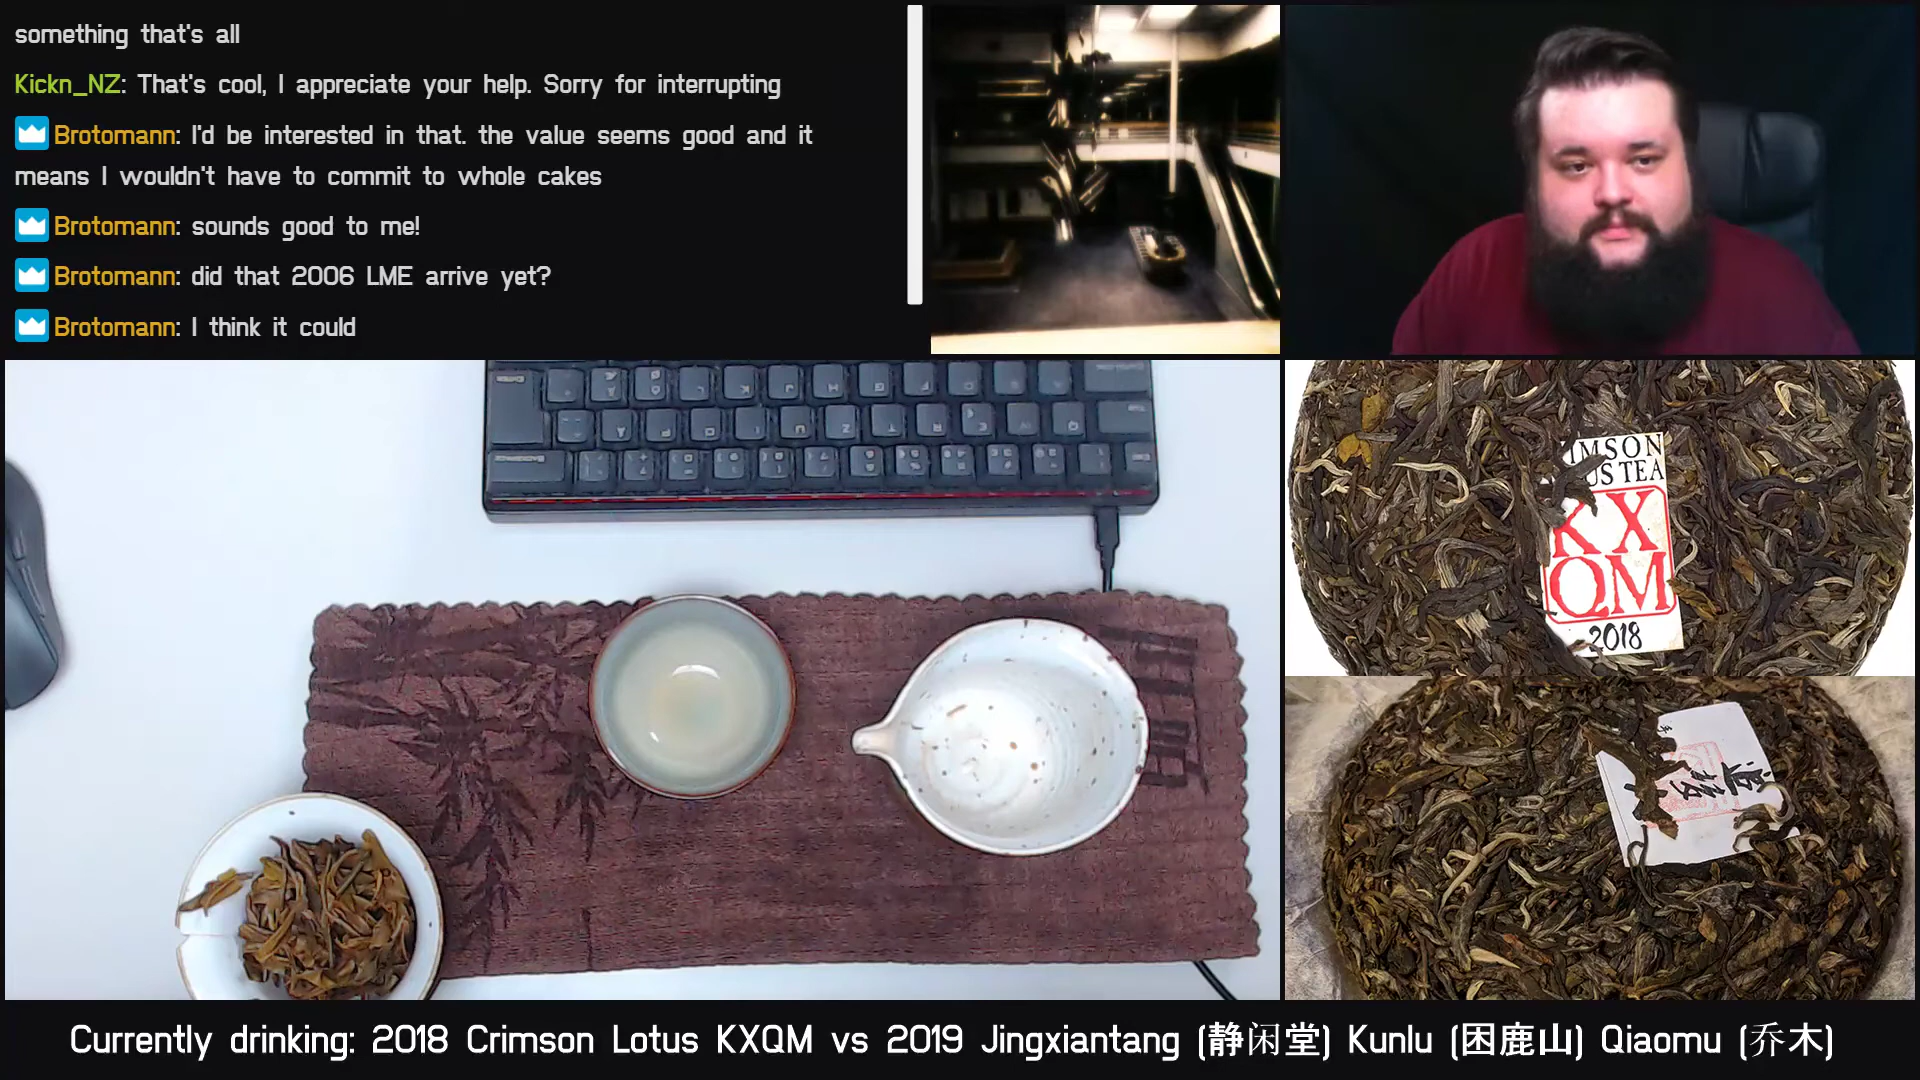 something that's all
Kickn_NZ: That's cool, I appreciate your help. Sorry for interrupting
Brotomann: I'd be interested in that. the value seems good and it
means I wouldn't have to commit to whole cakes
Brotomann: sounds good to me!
Brotomann: did that 2006 LME arrive yet?
Brotomann: I think it could
IMSON
US TEA
KX
QM
2018
Currently drinking: 2018 Crimson Lotus KXQM vs 2019 Jingxiantang (静闲堂) Kunlu (困鹿山) Qiaomu (乔木)